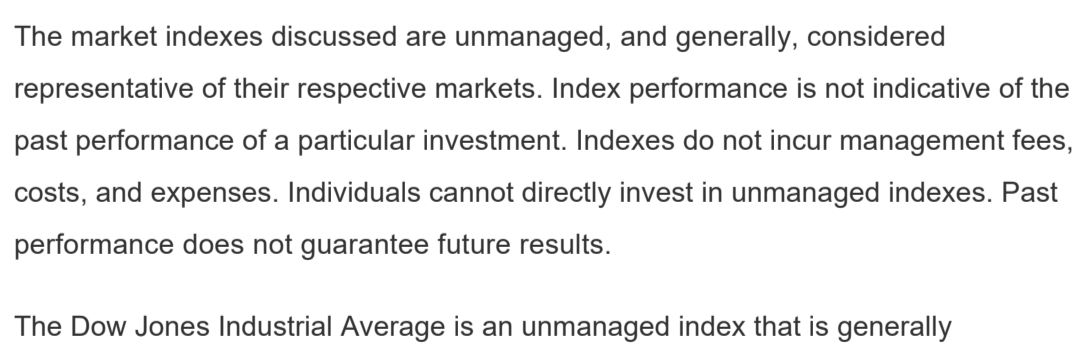 The market indexes discussed are unmanaged, and generally, considered
representative of their respective markets. Index performance is not indicative of the
past performance of a particular investment. Indexes do not incur management fees,
costs, and expenses. Individuals cannot directly invest in unmanaged indexes. Past
performance does not guarantee future results.
The Dow Jones Industrial Average is an unmanaged index that is generally